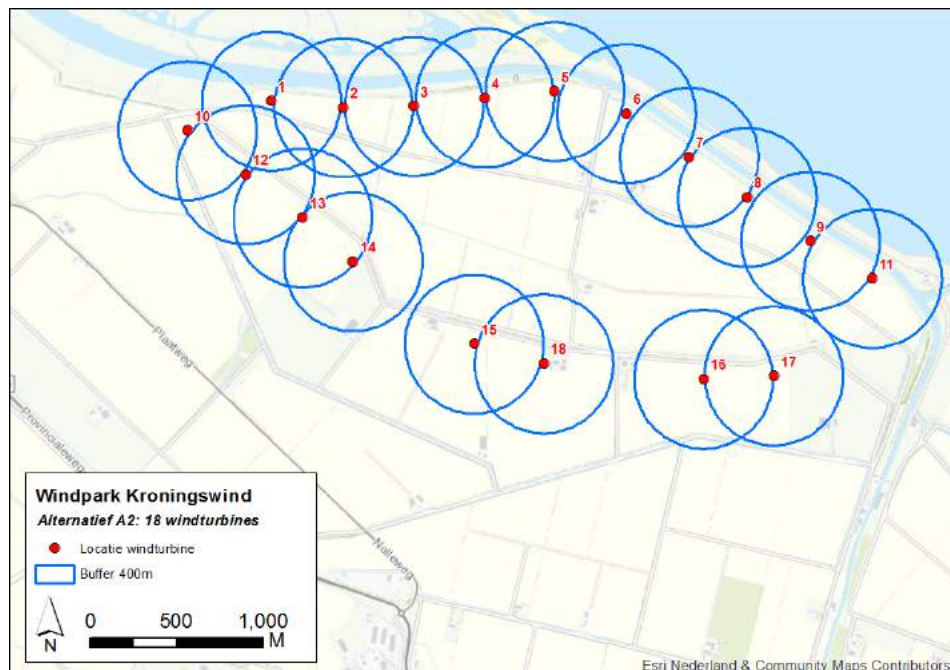 1
2
3
4
5
6
7
8
9
10
11
12
13
14
15
16
17
18
Plaatweg
Provincialeweg
Nolleweg
Windpark Kroningswind
Alternatief A2: 18 windturbines
Locatie windturbine
Buffer 400m
N
0 500 1,000
M
Esri Nederland & Community Maps Contributors